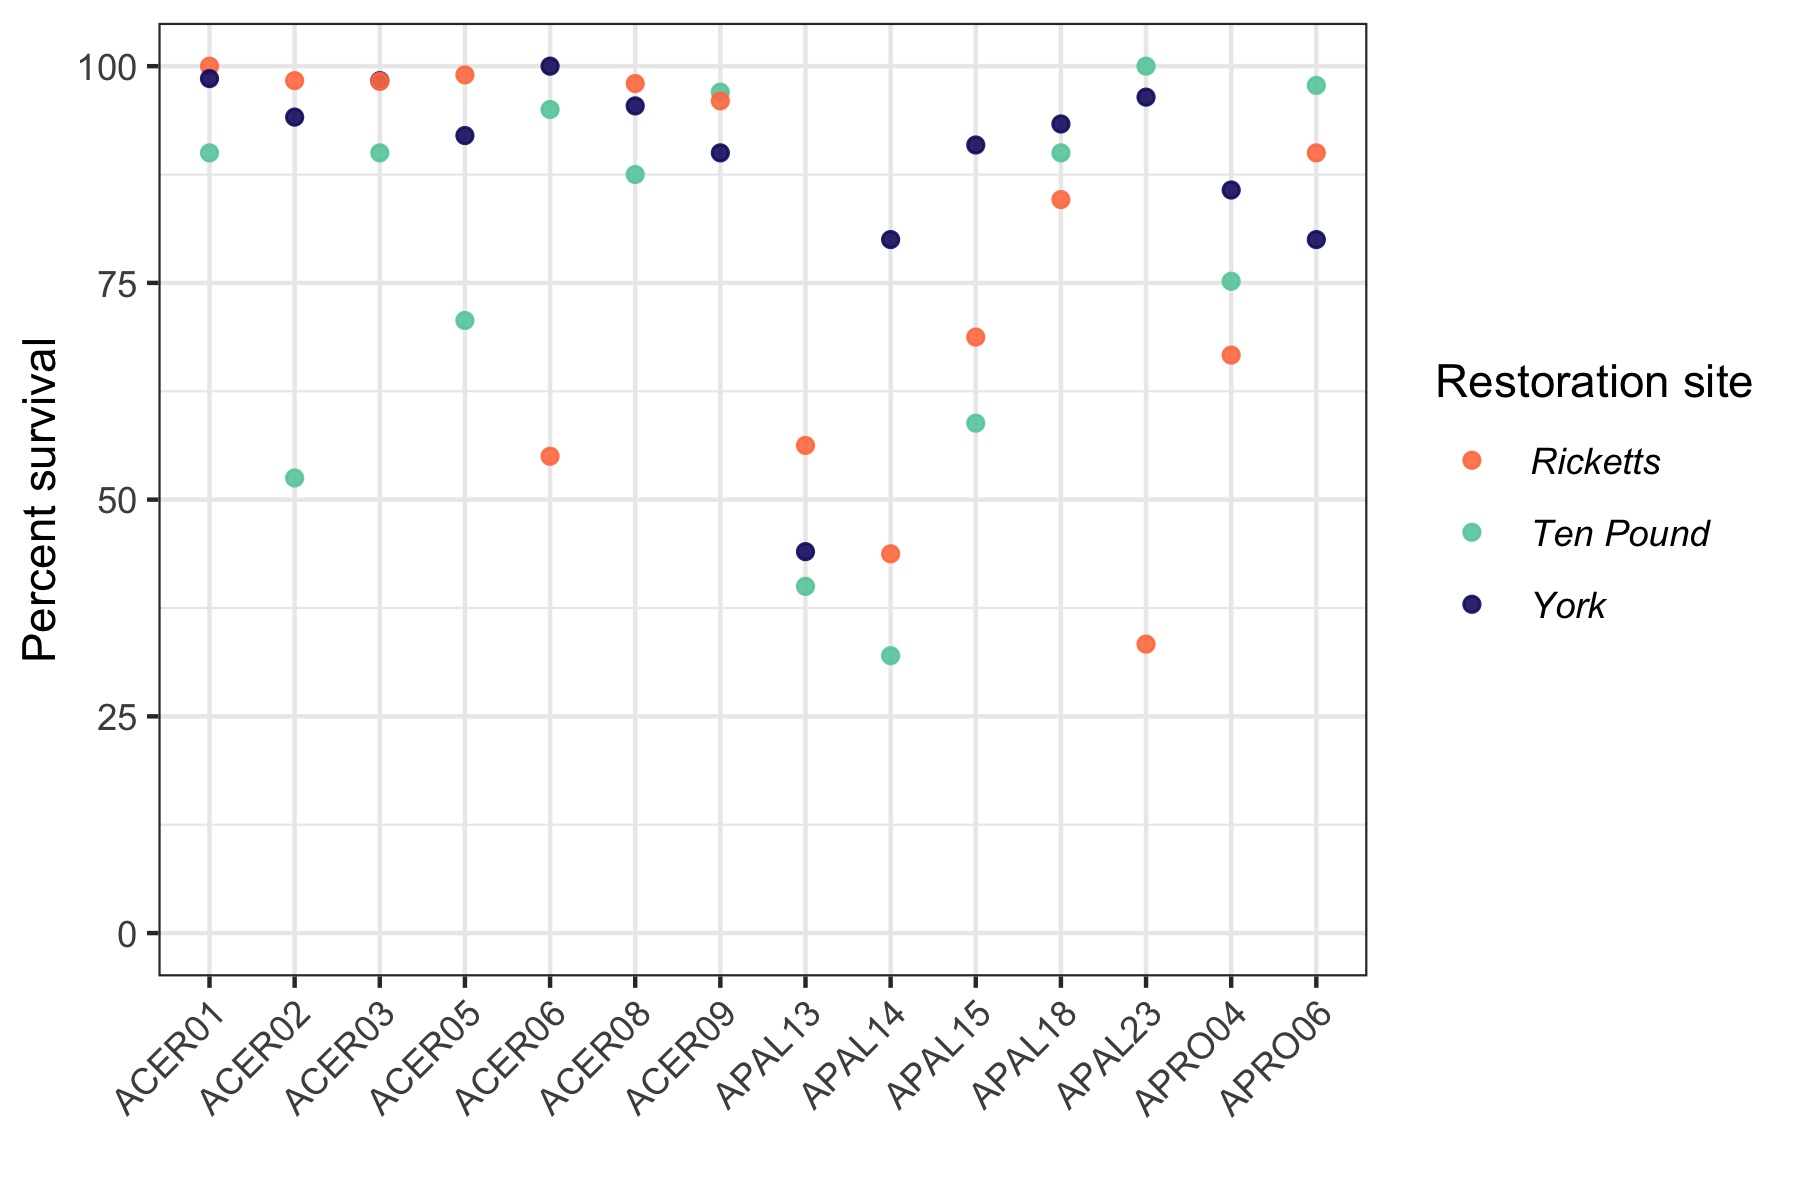 100
75
50
25
0
Percent survival
ACER01
ACER02
ACER03
ACER05
ACER06
ACER08
ACER09
APAL13
APAL14
APAL15
APAL18
APAL23
APRO04
APRO06
Restoration site
Ricketts
Ten Pound
York